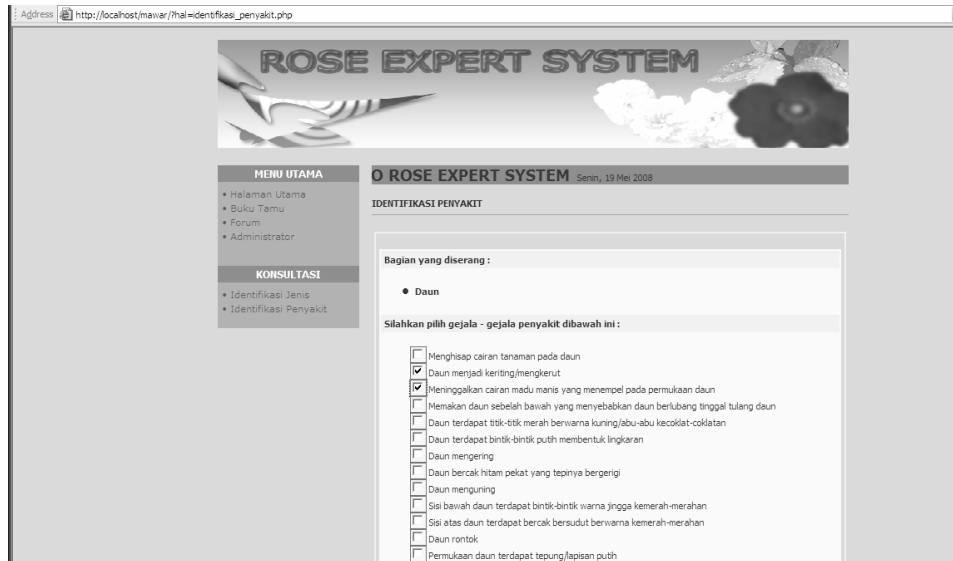 Address http://localhost/mawar/?hal=identifikasi_penyakit.php
ROSE EXPERT SYSTEM
MENU UTAMA
• Halaman Utama
• Buku Tamu
• Forum
• Administrator
KONSULTASI
• Identifikasi Jenis
• Identifikasi Penyakit
O ROSE EXPERT SYSTEM Senin, 19 Mei 2008
IDENTIFIKASI PENYAKIT
Bagian yang diserang :
• Daun
Silahkan pilih gejala - gejala penyakit dibawah ini :
Menghisap cairan tanaman pada daun
Daun menjadi keriting/mengkerut
Meninggalkan cairan madu manis yang menempel pada permukaan daun
Memakan daun sebelah bawah yang menyebabkan daun berlubang tinggal tulang daun
Daun terdapat titik-titik merah berwarna kuning/abu-abu kecoklat-coklatan
Daun terdapat bintik-bintik putih membentuk lingkaran
Daun mengering
Daun bercak hitam pekat yang tepinya bergerigi
Daun menguning
Sisi bawah daun terdapat bintik-bintik warna jingga kemerah-merahan
Sisi atas daun terdapat bercak bersudut berwarna kemerah-merahan
Daun rontok
Permukaan daun terdapat tepung/lapisan putih